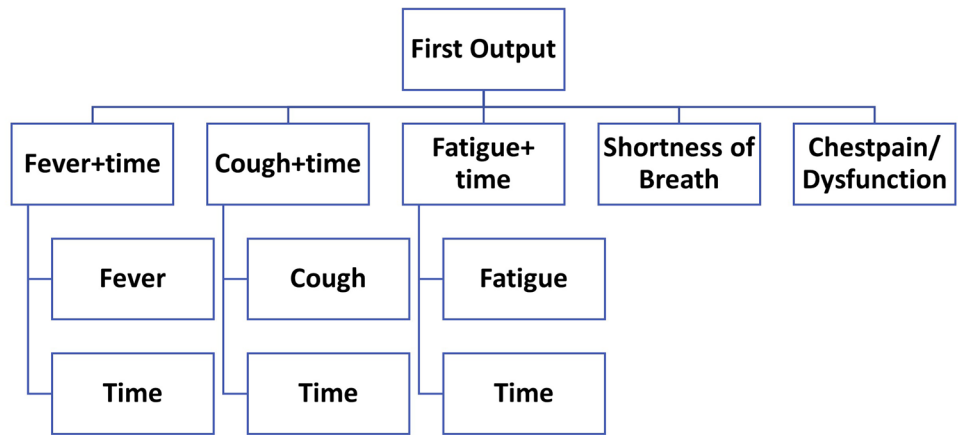 First Output
Fever+time
Cough+time
Fatigue+
time
Shortness of
Breath
Chestpain/
Dysfunction
Fever
Cough
Fatigue
Time
Time
Time